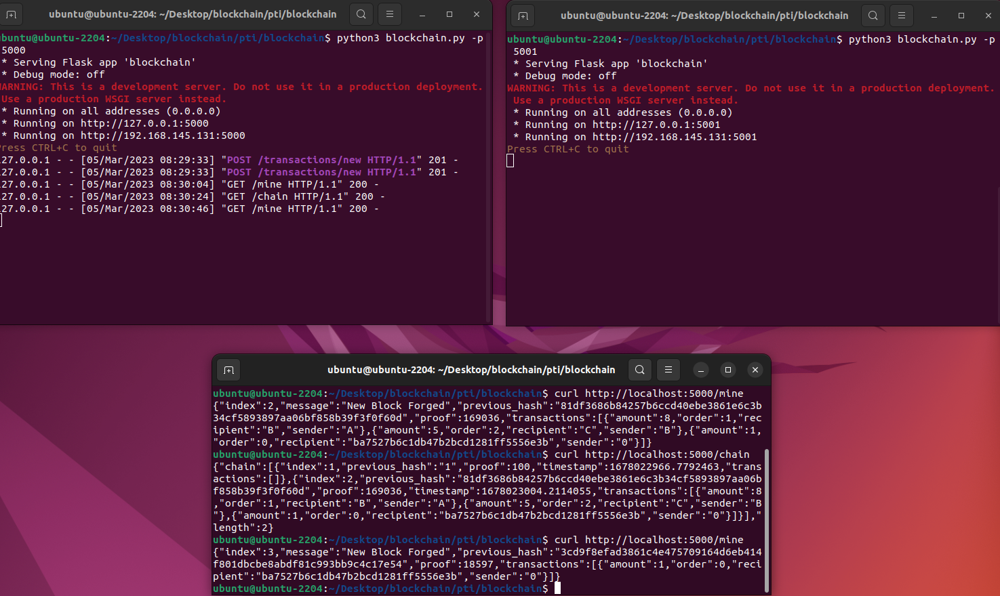 ubuntu@ubuntu-2204: ~/Desktop/blockchain/pti/blockchain
ubuntu@ubuntu-2204:~/Desktop/blockchain/pti/blockchain$ python3 blockchain.py -p
5000
* Serving Flask app 'blockchain'
* Debug mode: off
WARNING: This is a development server. Do not use it in a production deployment.
Use a production WSGI server instead.
* Running on all addresses (0.0.0.0)
* Running on http://127.0.0.1:5000
* Running on http://192.168.145.131:5000
Press CTRL+C to quit
127.0.0.1 - - [05/Mar/2023 08:29:33] "POST /transactions/new HTTP/1.1" 201 -
127.0.0.1 - - [05/Mar/2023 08:29:33] "POST /transactions/new HTTP/1.1" 201 -
127.0.0.1 - - [05/Mar/2023 08:30:04] "GET /mine HTTP/1.1" 200 -
127.0.0.1 - - [05/Mar/2023 08:30:24] "GET /chain HTTP/1.1" 200 -
127.0.0.1 - - [05/Mar/2023 08:30:46] "GET /mine HTTP/1.1" 200 -
ubuntu@ubuntu-2204: ~/Desktop/blockchain/pti/blockchain
ubuntu@ubuntu-2204:~/Desktop/blockchain/pti/blockchain$ python3 blockchain.py -p
5001
* Serving Flask app 'blockchain'
* Debug mode: off
WARNING: This is a development server. Do not use it in a production deployment.
Use a production WSGI server instead.
* Running on all addresses (0.0.0.0)
* Running on http://127.0.0.1:5001
* Running on http://192.168.145.131:5001
Press CTRL+C to quit
ubuntu@ubuntu-2204: ~/Desktop/blockchain/pti/blockchain
ubuntu@ubuntu-2204:~/Desktop/blockchain/pti/blockchain$ curl http://localhost:5000/mine
{"index":2,"message":"New Block Forged","previous_hash":"81df3686b84257b6ccd40ebe3861e6c3b
34cf5893897aa06bf858b39f3f0f60d","proof":169036,"transactions":[{"amount":8,"order":1,"rec
ipient":"B","sender":"A"},{"amount":5,"order":2,"recipient":"C","sender":"B"},{"amount":1,
"order":0,"recipient":"ba7527b6c1db47b2bcd1281ff5556e3b","sender":"0"}]}
ubuntu@ubuntu-2204:~/Desktop/blockchain/pti/blockchain$ curl http://localhost:5000/chain
{"chain":[{"index":1,"previous_hash":"1","proof":100,"timestamp":1678022966.7792463,"trans
actions":[]},{"index":2,"previous_hash":"81df3686b84257b6ccd40ebe3861e6c3b34cf5893897aa06b
f858b39f3f0f60d","proof":169036,"timestamp":1678023004.2114055,"transactions":[{"amount":8
,"order":1,"recipient":"B","sender":"A"},{"amount":5,"order":2,"recipient":"C","sender":"B
"},{"amount":1,"order":0,"recipient":"ba7527b6c1db47b2bcd1281ff5556e3b","sender":"0"}]}],"
length":2}
ubuntu@ubuntu-2204:~/Desktop/blockchain/pti/blockchain$ curl http://localhost:5000/mine
{"index":3,"message":"New Block Forged","previous_hash":"3cd9f8efad3861c4e475709164d6eb414
f801dbcbe8abdf81c993bb9c4c17e54","proof":18597,"transactions":[{"amount":1,"order":0,"reci
pient":"ba7527b6c1db47b2bcd1281ff5556e3b","sender":"0"}]}
ubuntu@ubuntu-2204:~/Desktop/blockchain/pti/blockchain$